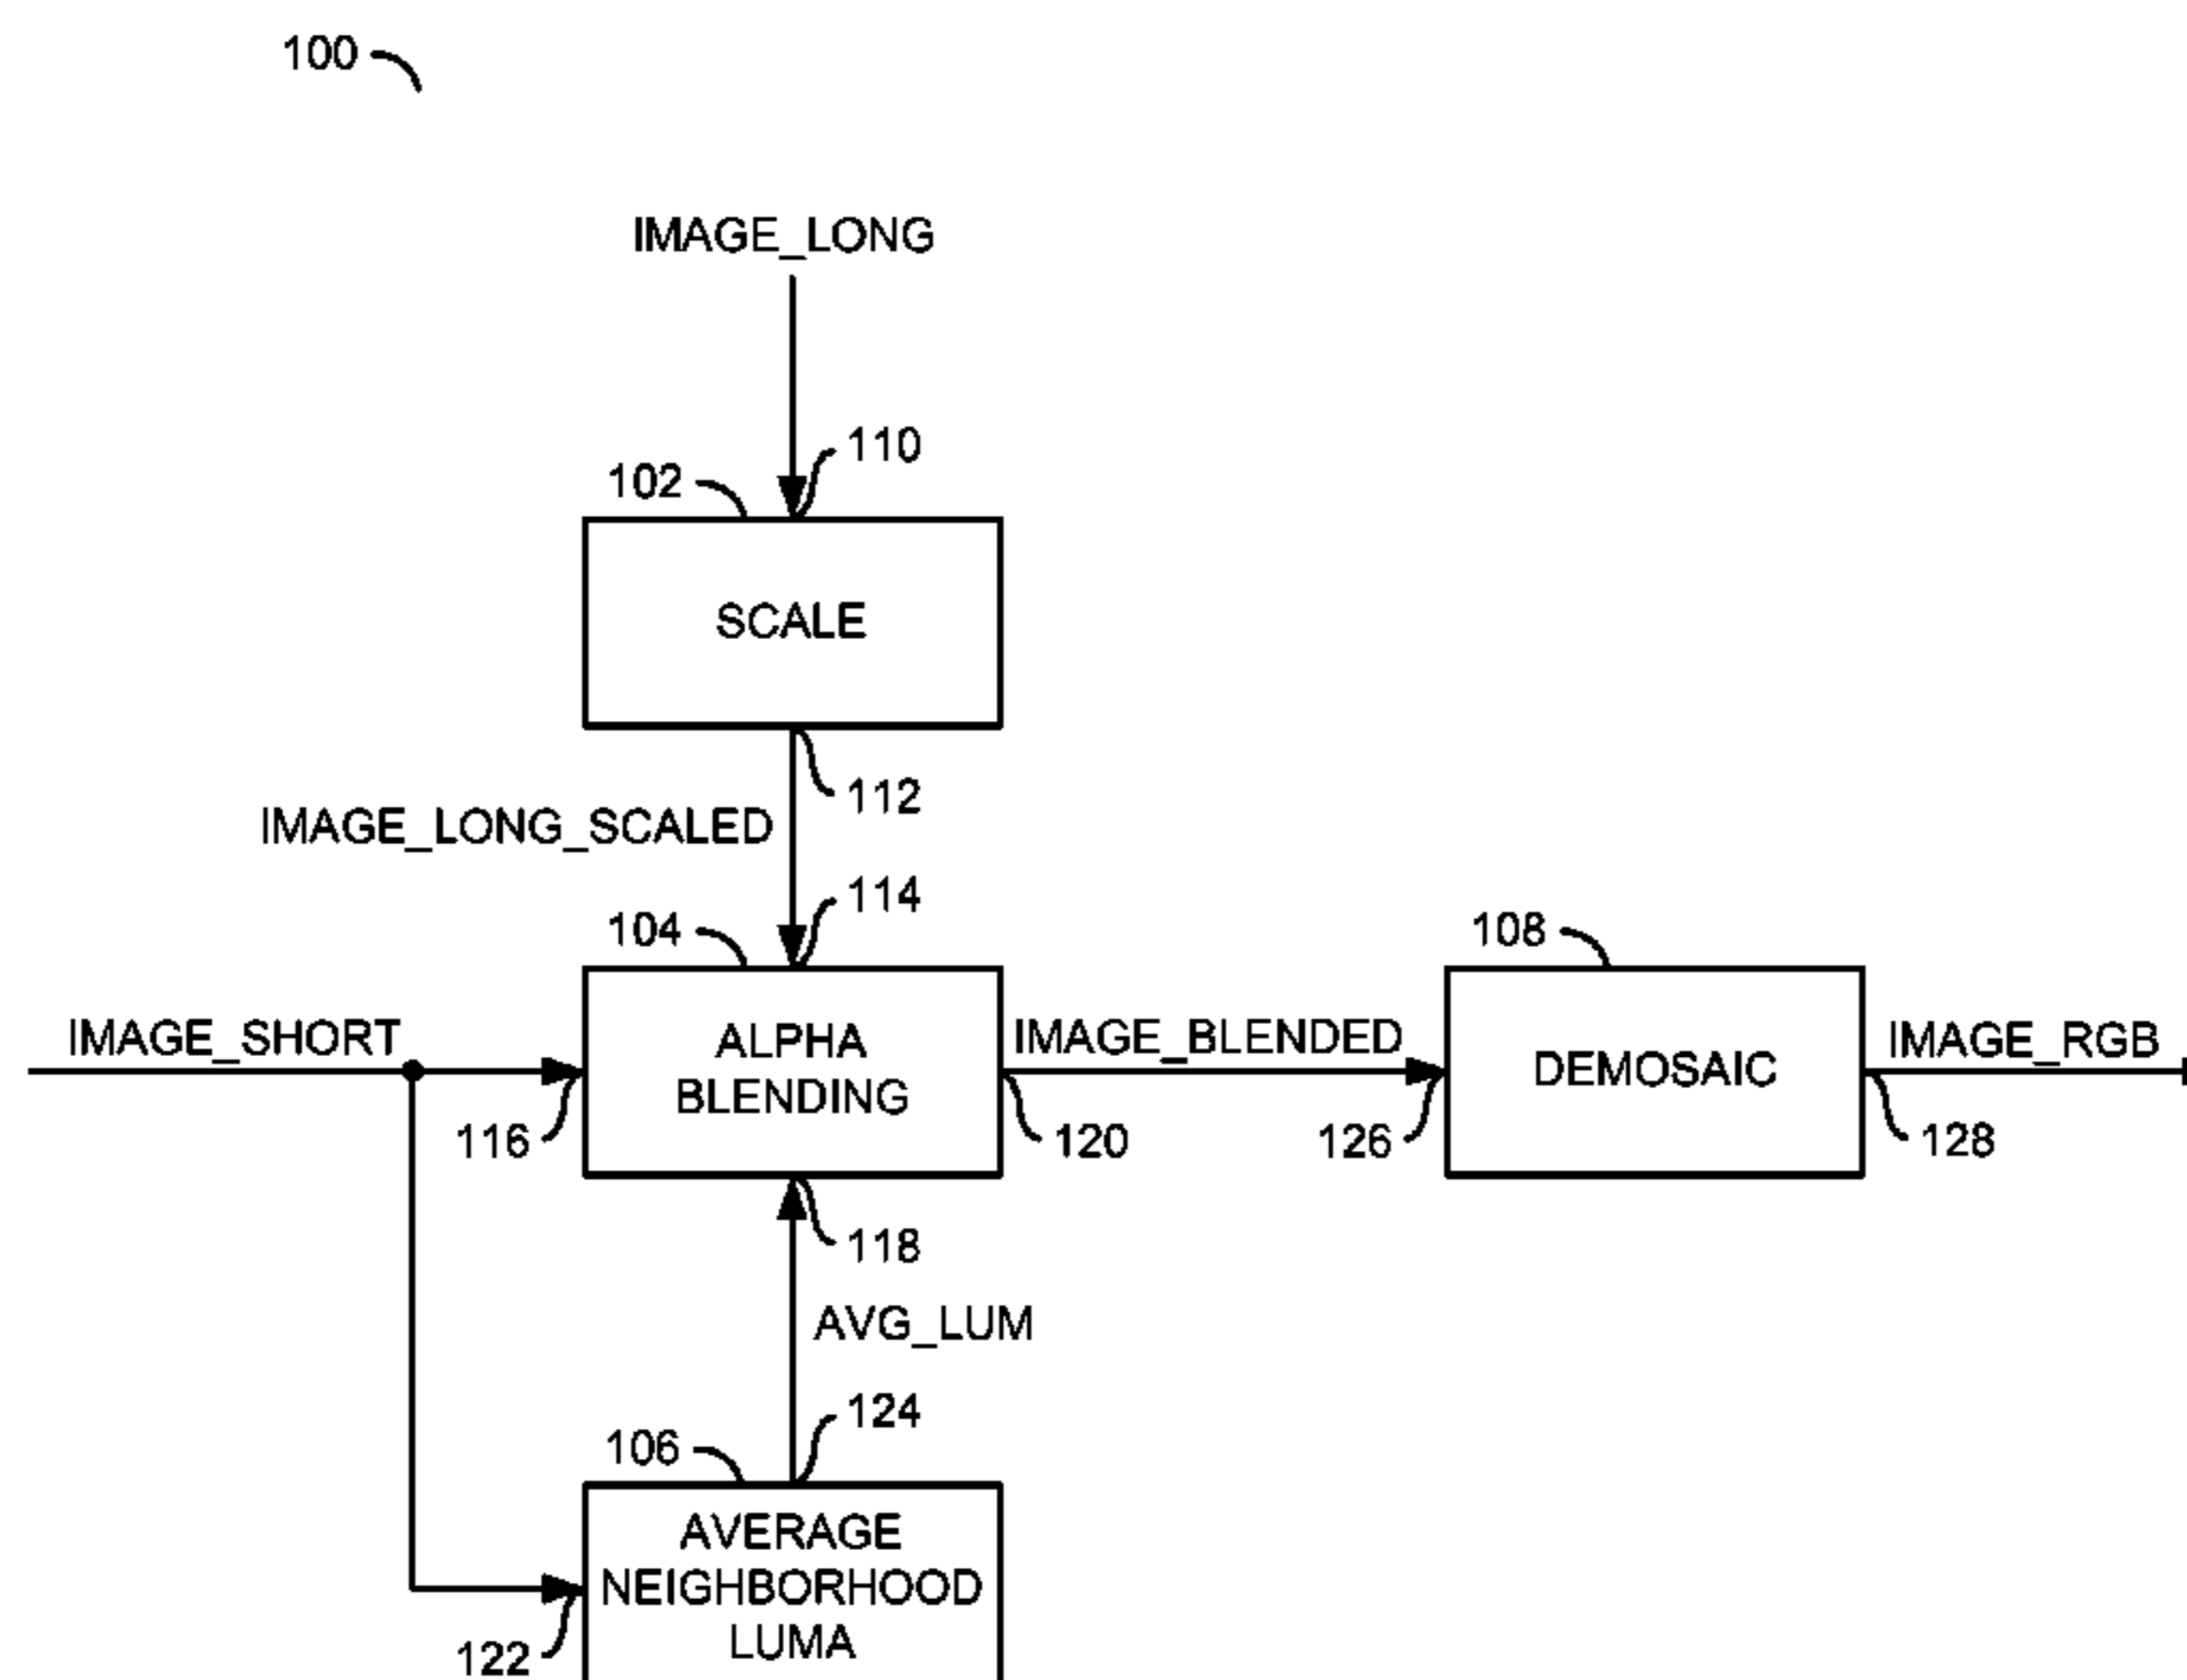 100
IMAGE_LONG
110
102
SCALE
112
IMAGE_LONG_SCALED
114
104
108
IMAGE_SHORT
ALPHA
BLENDING
IMAGE_BLENDED
DEMOSAIC
IMAGE_RGB
116
120
126
128
118
AVG_LUM
124
106
AVERAGE
NEIGHBORHOOD
LUMA
122